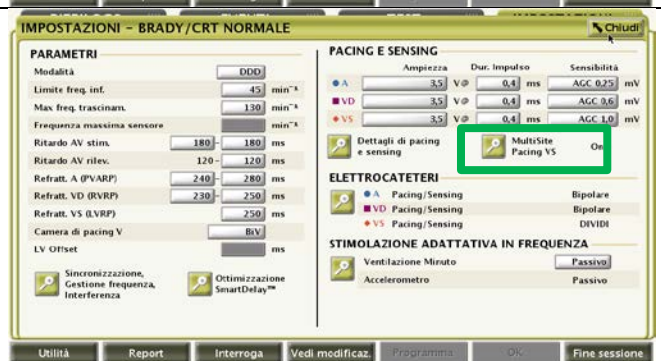 IMPOSTAZIONI - BRADY/CRT NORMALE
Chiudi
PARAMETRI
Modalità DDD
Limite freq. inf. 45 min⁻¹
Max freq. trascinam. 130 min⁻¹
Frequenza massima sensore min⁻¹
Ritardo AV stim. 180 - 180 ms
Ritardo AV rilev. 120 - 120 ms
Refratt. A (PVARP) 240 - 280 ms
Refratt. VD (RVRP) 230 - 250 ms
Refratt. VS (LVRP) 250 ms
Camera di pacing V BiV
LV Offset ms
Sincronizzazione,
Gestione frequenza,
Interferenza
Ottimizzazione
SmartDelay™
PACING E SENSING
Ampiezza Dur. Impulso Sensibilità
A 3,5 V@ 0,4 ms AGC 0,25 mV
VD 3,5 V@ 0,4 ms AGC 0,6 mV
VS 3,5 V@ 0,4 ms AGC 1,0 mV
Dettagli di pacing
e sensing
MultiSite
Pacing VS On
ELETTROCATETERI
A Pacing/Sensing Bipolare
VD Pacing/Sensing Bipolare
VS Pacing/Sensing DIVIDI
STIMOLAZIONE ADATTATIVA IN FREQUENZA
Ventilazione Minuto Passivo
Accelerometro Passivo
Utilità Report Interroga Vedi modificaz. Programma OK. Fine sessione